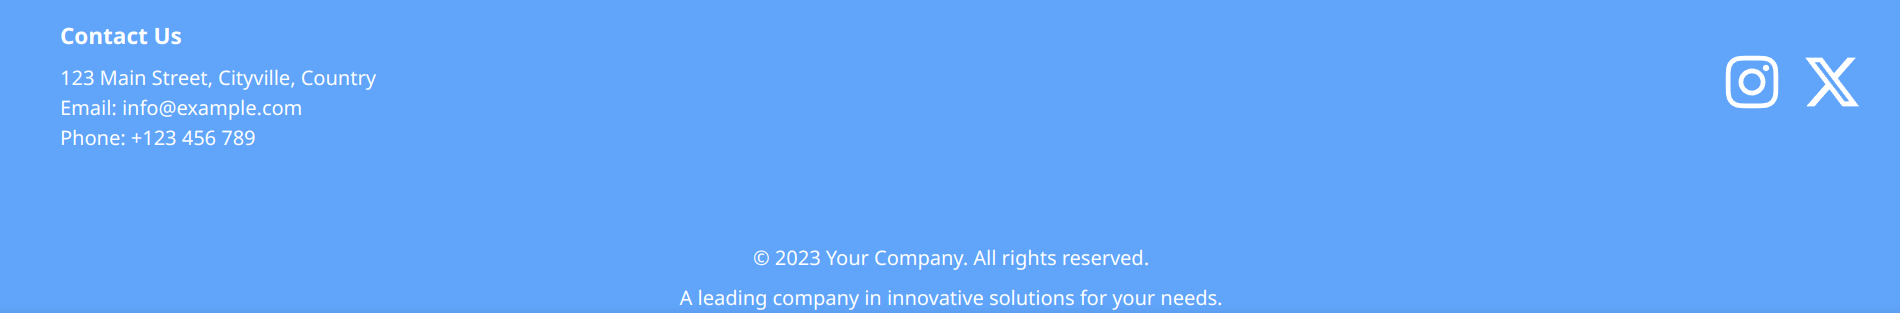 Contact Us
123 Main Street, Cityville, Country
Email: info@example.com
Phone: +123 456 789
© 2023 Your Company. All rights reserved.
A leading company in innovative solutions for your needs.